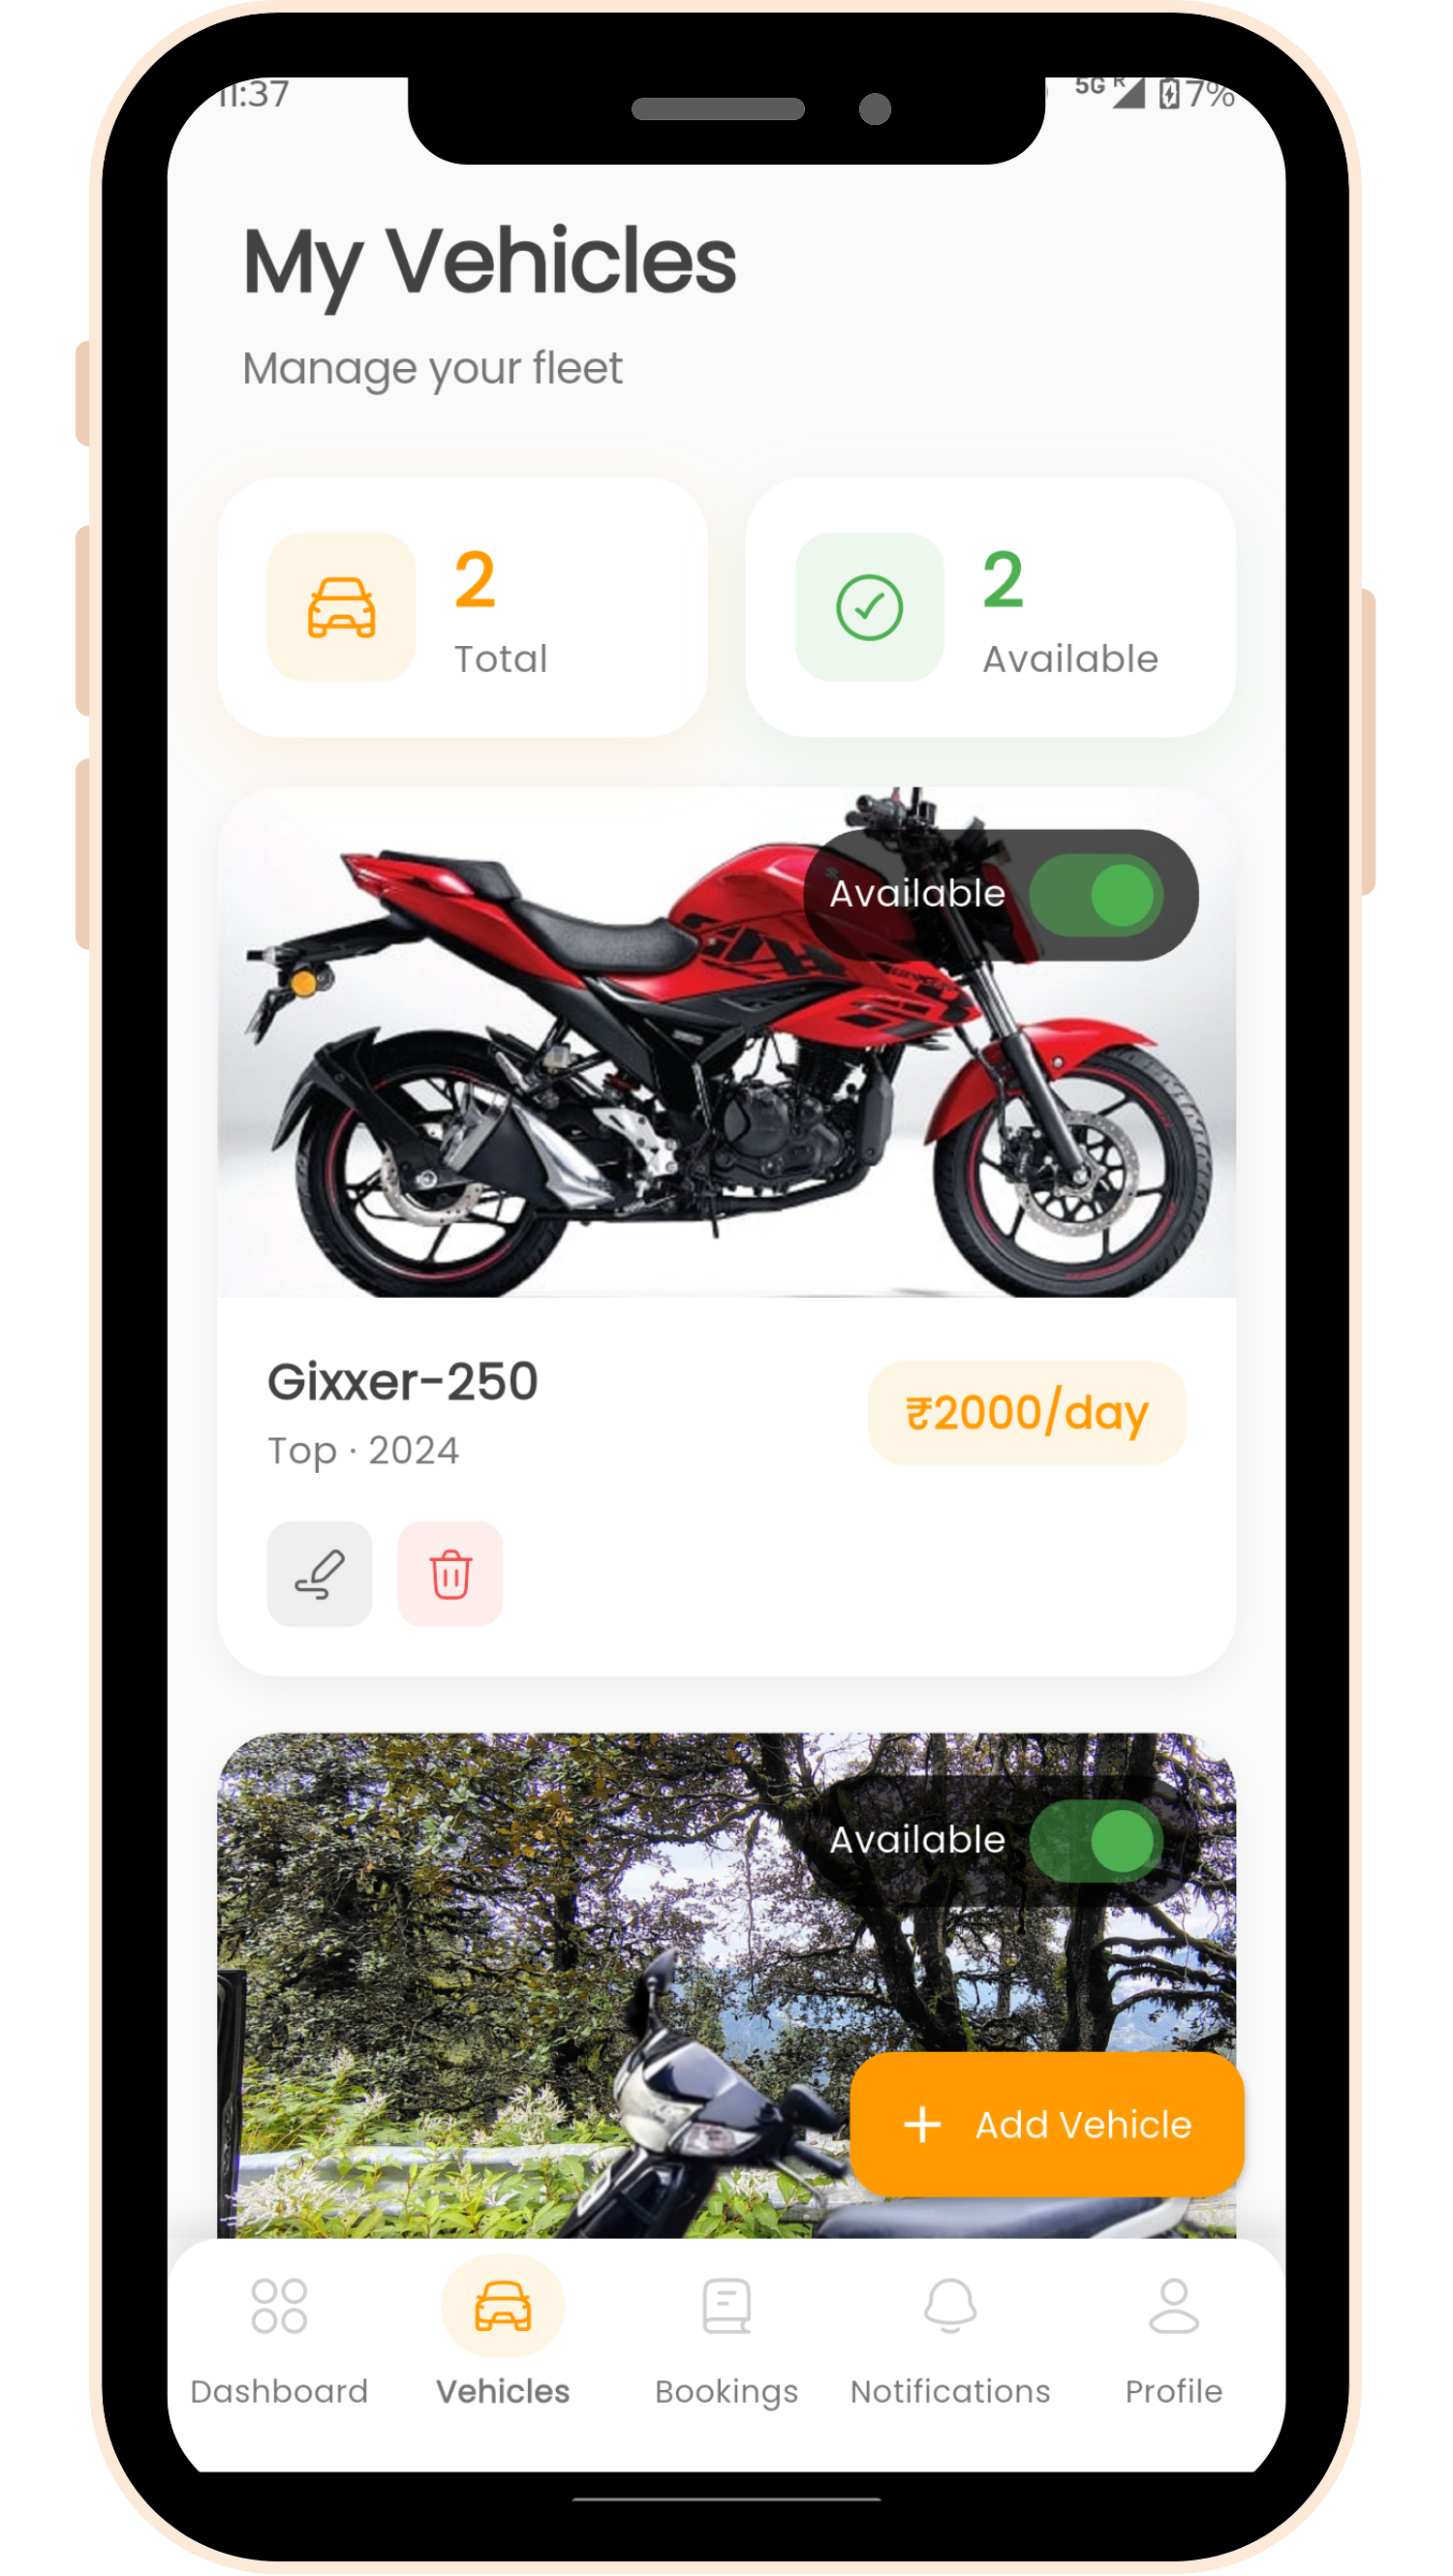 11:37
5G R 7%
My Vehicles
Manage your fleet
2
Total
2
Available
Available
Gixxer-250
Top · 2024
₹2000/day
Available
+ Add Vehicle
Dashboard
Vehicles
Bookings
Notifications
Profile